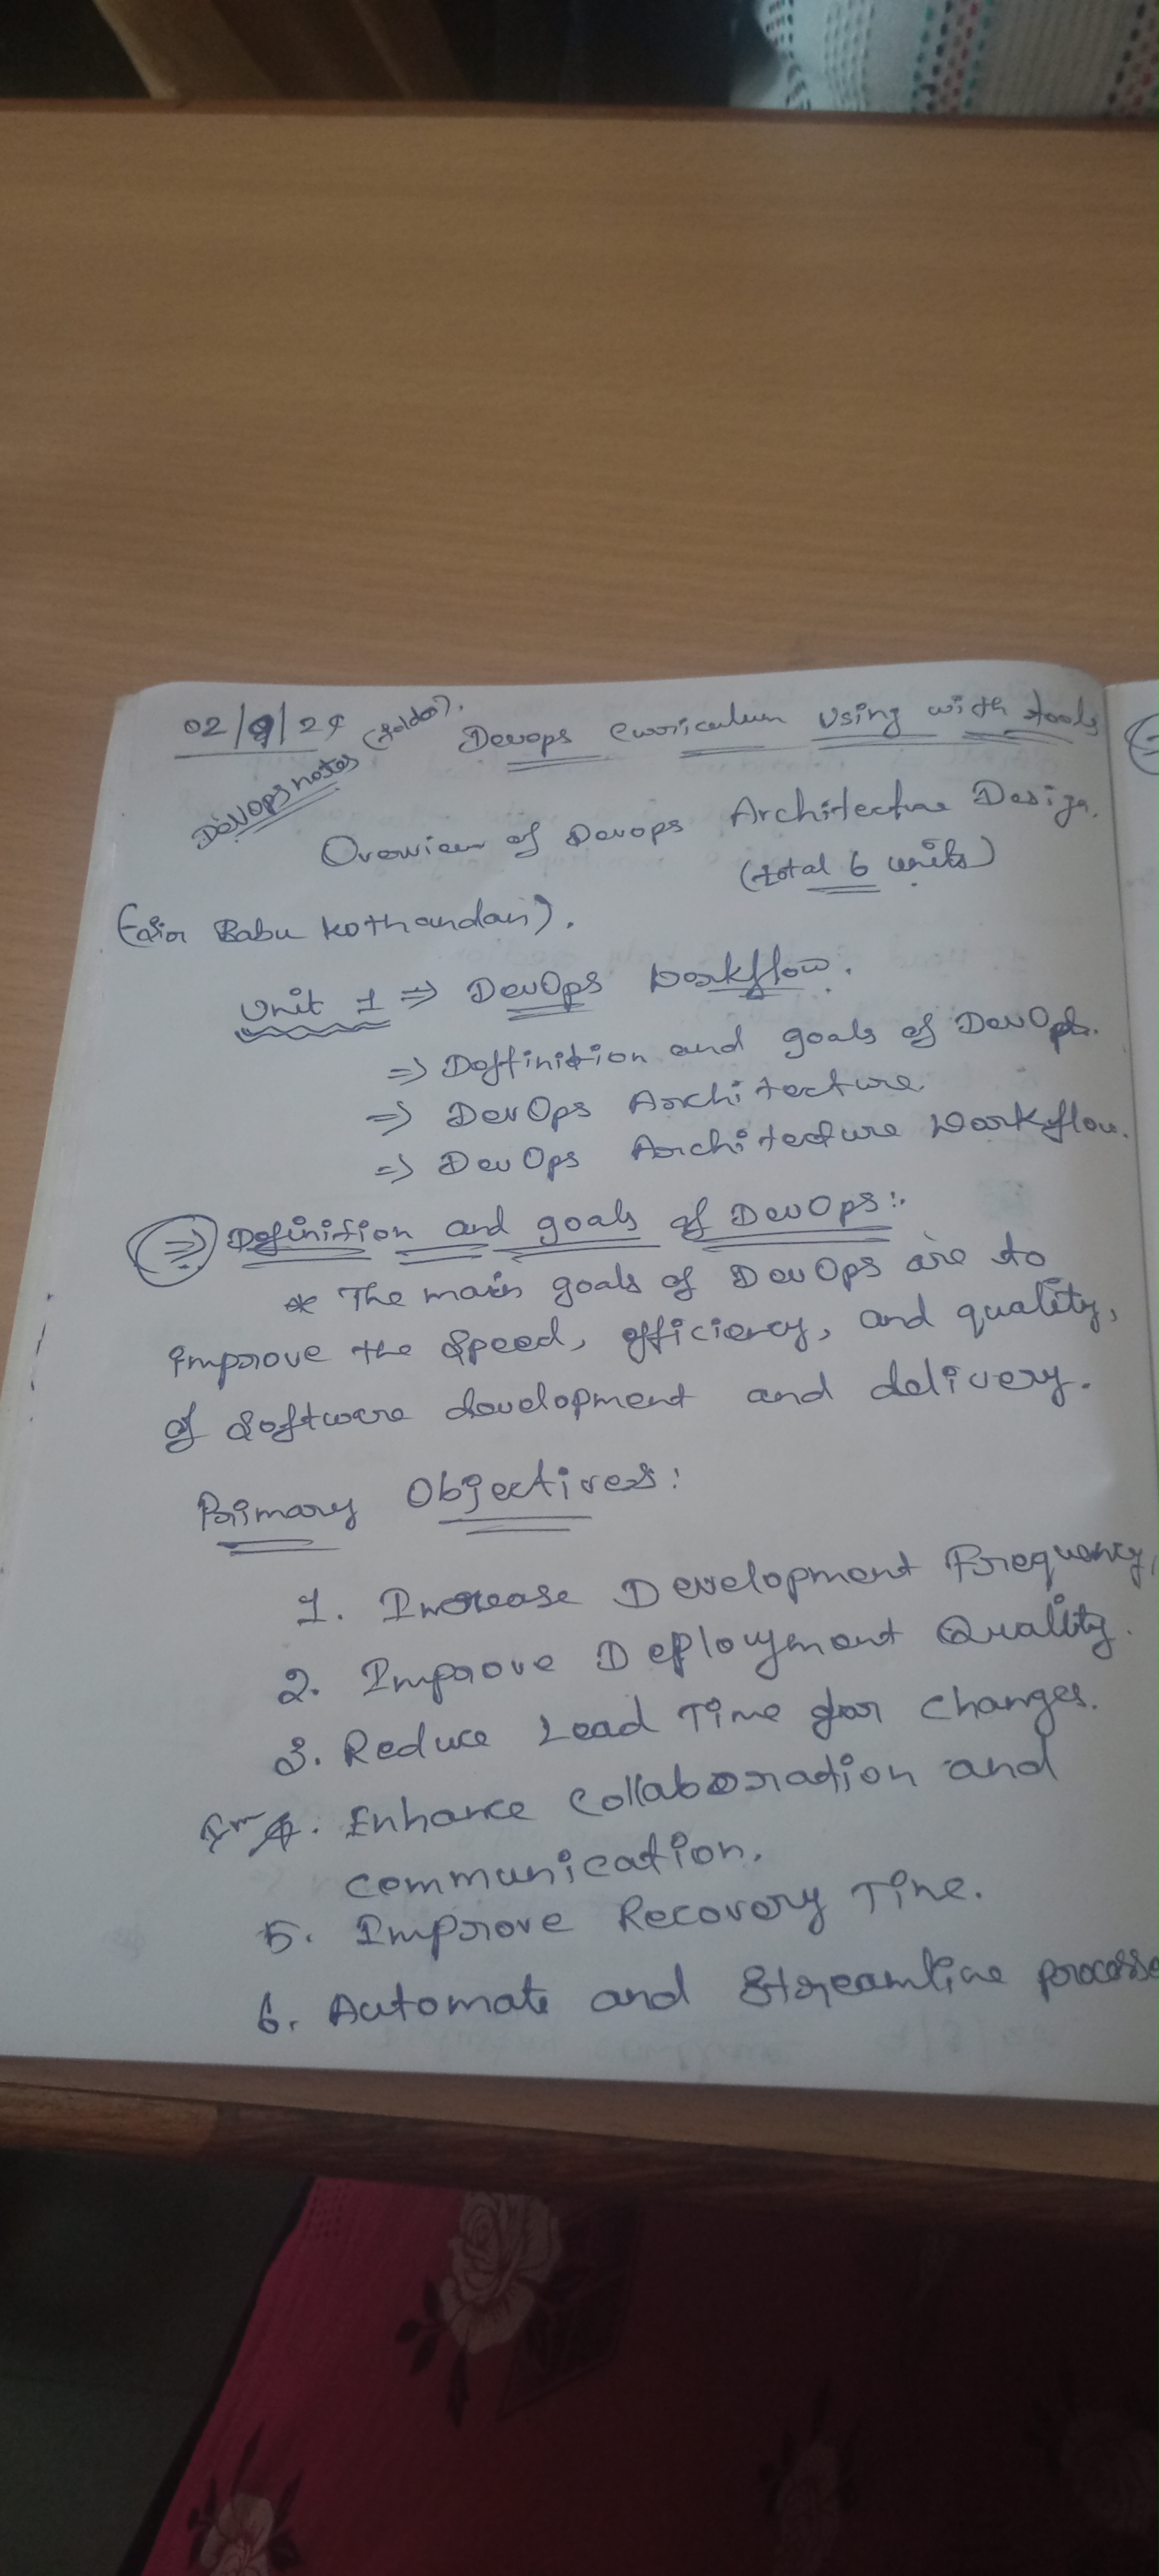 02/9/24 (folder). Devops Curriculum Using with tools
DevOps notes
Overview of Devops Architecture Design.
(total 6 units)
(Sir Babu Kothandan).
Unit 1 => DevOps Workflow.
=> Deffinition and goals of DevOps.
=> DevOps Architecture
=> DevOps Architecture Workflow.
=> Definition and goals of DevOps:
* The main goals of DevOps are to
improve the speed, efficiency, and quality,
of software development and delivery.
Primary Objectives:
1. Increase Development Frequency,
2. Improve Deployment Quality.
3. Reduce Lead Time for changes.
Im 4. Enhance Collaboration and
communication.
5. Improve Recovery Time.
6. Automate and Streamline processe